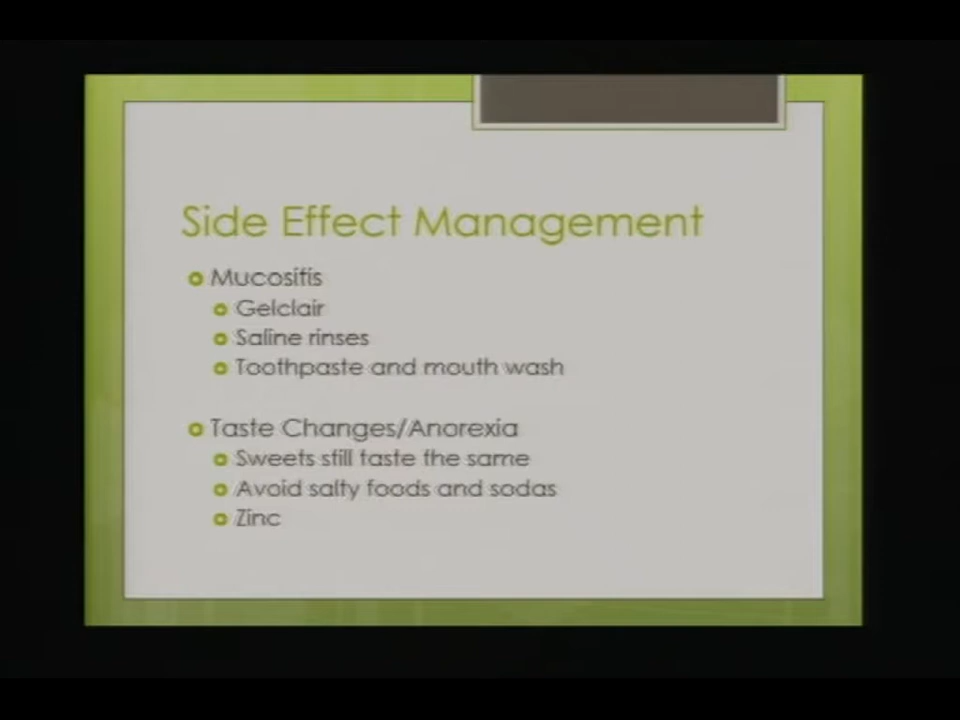 Side Effect Management
Mucositis
Gelclair
Saline rinses
Toothpaste and mouth wash
Taste Changes/Anorexia
Sweets still taste the same
Avoid salty foods and sodas
Zinc